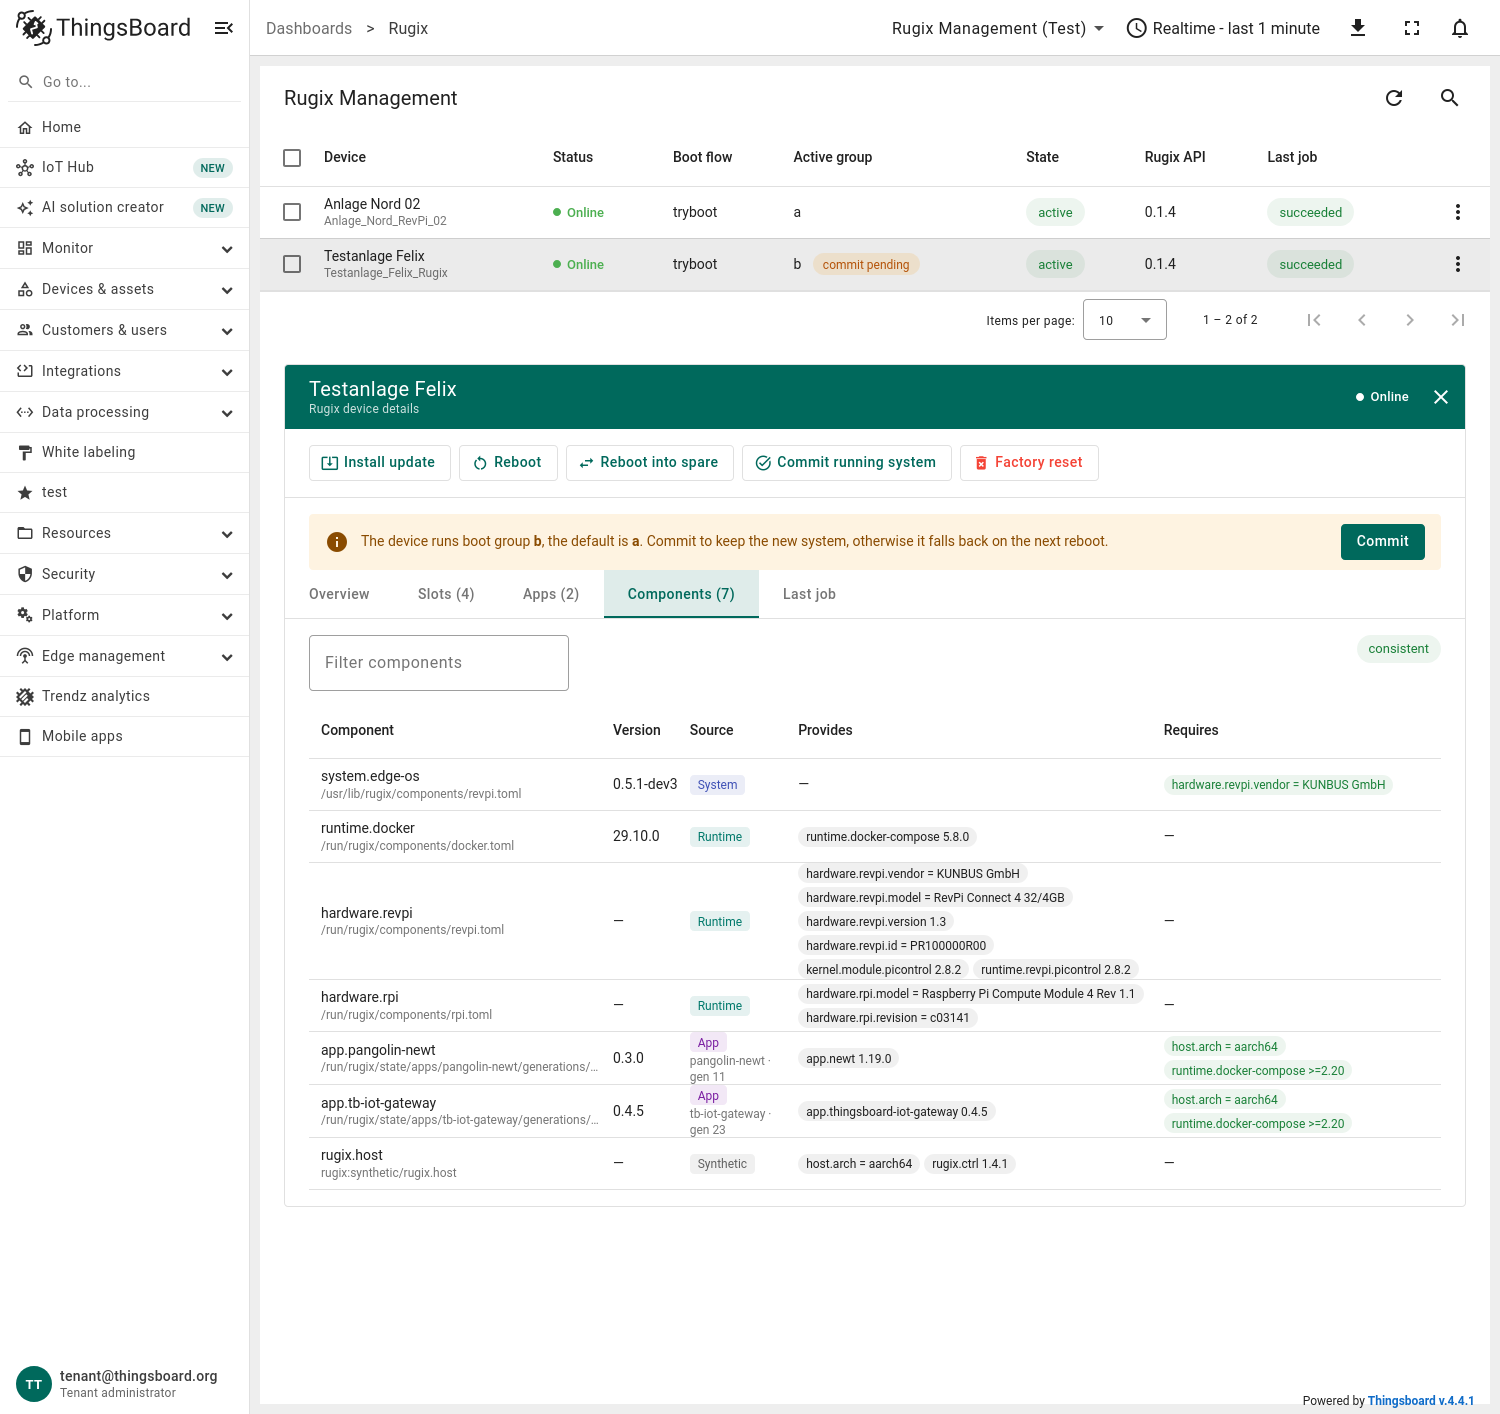 ThingsBoard
Dashboards > Rugix
Rugix Management (Test)
Realtime - last 1 minute
Go to...
Home
IoT Hub NEW
AI solution creator NEW
Monitor
Devices & assets
Customers & users
Integrations
Data processing
White labeling
test
Resources
Security
Platform
Edge management
Trendz analytics
Mobile apps
TT
tenant@thingsboard.org
Tenant administrator
Rugix Management
Device Status Boot flow Active group State Rugix API Last job
Anlage Nord 02
Anlage_Nord_RevPi_02
Online tryboot a active 0.1.4 succeeded
Testanlage Felix
Testanlage_Felix_Rugix
Online tryboot b commit pending active 0.1.4 succeeded
Items per page: 10 1 – 2 of 2
Testanlage Felix
Rugix device details
Online
Install update Reboot Reboot into spare Commit running system Factory reset
The device runs boot group b, the default is a. Commit to keep the new system, otherwise it falls back on the next reboot.
Commit
Overview Slots (4) Apps (2) Components (7) Last job
Filter components
consistent
Component Version Source Provides Requires
system.edge-os
/usr/lib/rugix/components/revpi.toml
0.5.1-dev3 System — hardware.revpi.vendor = KUNBUS GmbH
runtime.docker
/run/rugix/components/docker.toml
29.10.0 Runtime runtime.docker-compose 5.8.0 —
hardware.revpi
/run/rugix/components/revpi.toml
— Runtime
hardware.revpi.vendor = KUNBUS GmbH
hardware.revpi.model = RevPi Connect 4 32/4GB
hardware.revpi.version 1.3
hardware.revpi.id = PR100000R00
kernel.module.picontrol 2.8.2 runtime.revpi.picontrol 2.8.2
—
hardware.rpi
/run/rugix/components/rpi.toml
— Runtime
hardware.rpi.model = Raspberry Pi Compute Module 4 Rev 1.1
hardware.rpi.revision = c03141
—
app.pangolin-newt
/run/rugix/state/apps/pangolin-newt/generations/...
0.3.0
App
pangolin-newt ·
gen 11
app.newt 1.19.0
host.arch = aarch64
runtime.docker-compose >=2.20
app.tb-iot-gateway
/run/rugix/state/apps/tb-iot-gateway/generations/...
0.4.5
App
tb-iot-gateway ·
gen 23
app.thingsboard-iot-gateway 0.4.5
host.arch = aarch64
runtime.docker-compose >=2.20
rugix.host
rugix:synthetic/rugix.host
— Synthetic host.arch = aarch64 rugix.ctrl 1.4.1 —
Powered by Thingsboard v.4.4.1